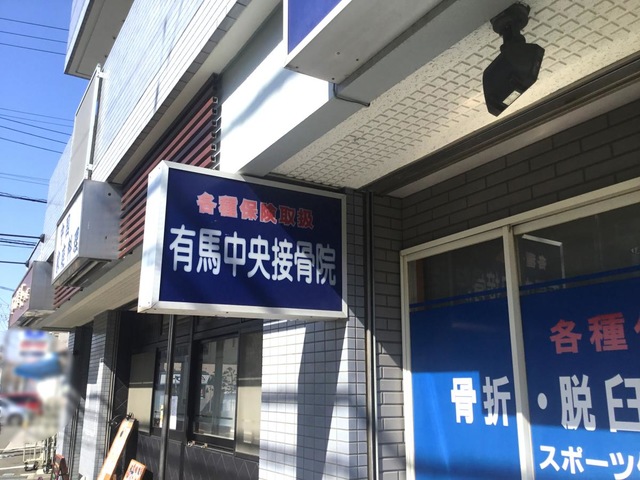 各種保険取扱
有馬中央接骨院
各種
骨折・脱臼
スポーツ